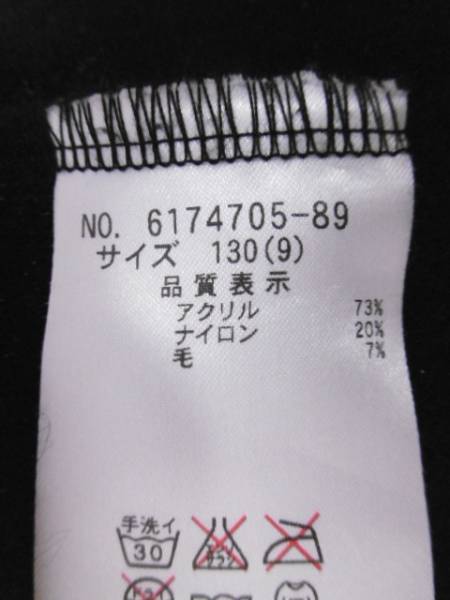 NO. 6174705-89
サイズ 130(9)
品質表示
アクリル 73%
ナイロン 20%
毛 7%
手洗イ
30